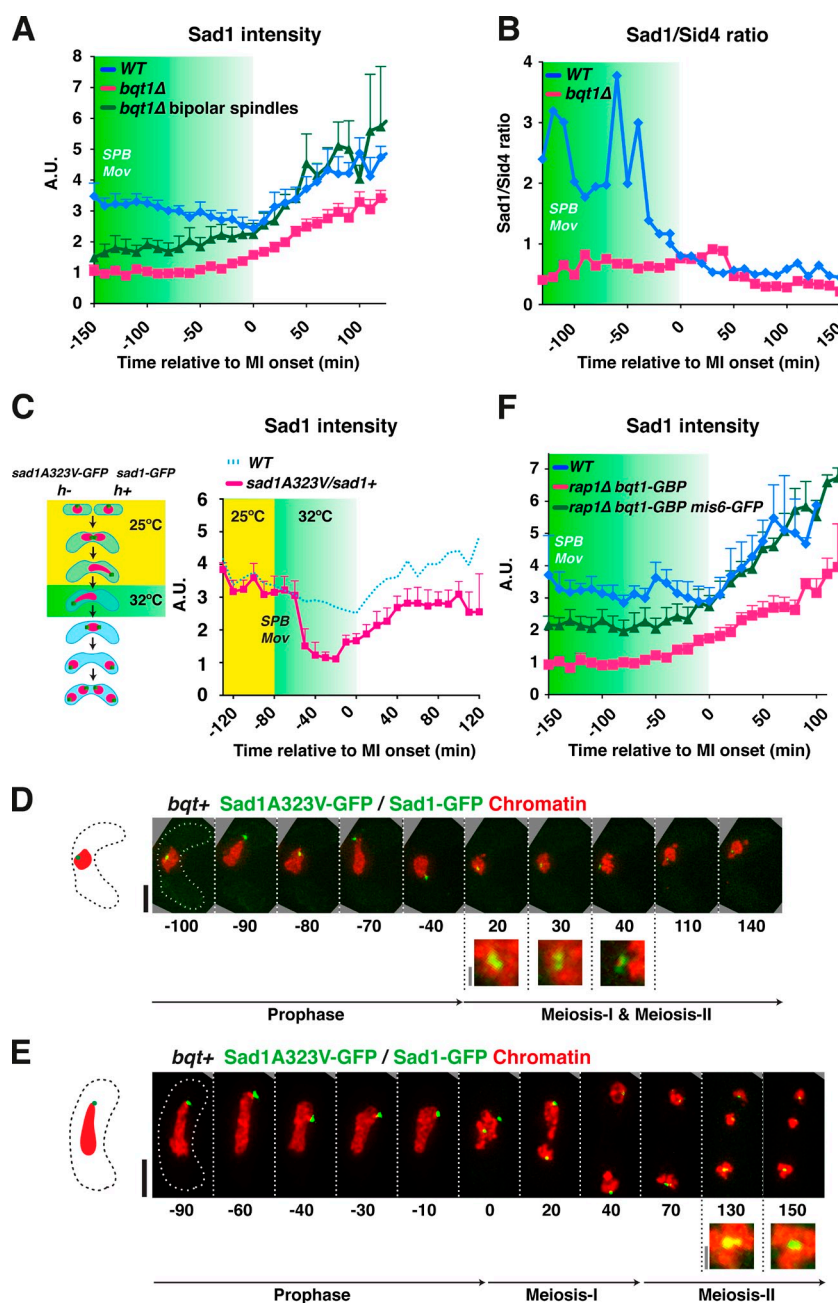 A
Sad1 intensity
8
7
6
5
4
3
2
1
0
A.U.
WT
bqt1Δ
bqt1Δ bipolar spindles
SPB
Mov
-150
-100
-50
0
50
100
Time relative to MI onset (min)
B
Sad1/Sid4 ratio
4
3
2
1
0
Sad1/Sid4 ratio
WT
bqt1Δ
SPB
Mov
-100
-50
0
50
100
150
Time relative to MI onset (min)
C
sad1A323V-GFP sad1-GFP
h- h+
25ºC
32ºC
Sad1 intensity
WT
sad1A323V/sad1+
6
5
4
3
2
1
0
A.U.
25ºC
32ºC
SPB
Mov
-120
-80
-40
0
40
80
120
Time relative to MI onset (min)
F
Sad1 intensity
7
6
5
4
3
2
1
0
A.U.
WT
rap1Δ bqt1-GBP
rap1Δ bqt1-GBP mis6-GFP
SPB
Mov
-150
-100
-50
0
50
100
Time relative to MI onset (min)
D
bqt+ Sad1A323V-GFP / Sad1-GFP Chromatin
-100 -90 -80 -70 -40 20 30 40 110 140
Prophase Meiosis-I & Meiosis-II
E
bqt+ Sad1A323V-GFP / Sad1-GFP Chromatin
-90 -60 -40 -30 -10 0 20 40 70 130 150
Prophase Meiosis-I Meiosis-II